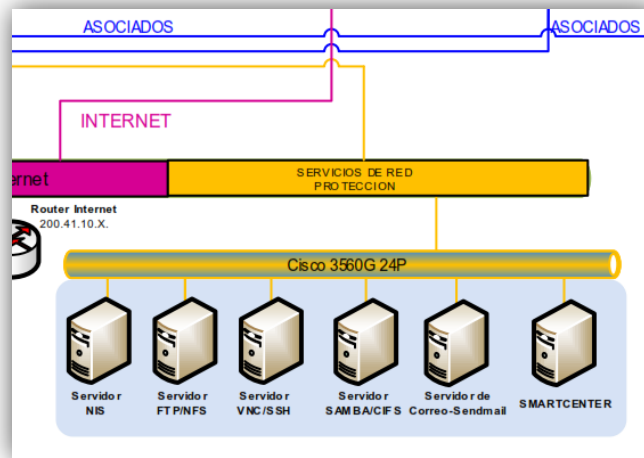 ASOCIADOS
ASOCIADOS
INTERNET
ernet
SERVICIOS DE RED
PROTECCION
Router Internet
200.41.10.X.
Cisco 3560G 24P
Servidor
NIS
Servidor
FTP/NFS
Servidor
VNC/SSH
Servidor
SAMBA/CIFS
Servidor de
Correo-Sendmail
SMARTCENTER